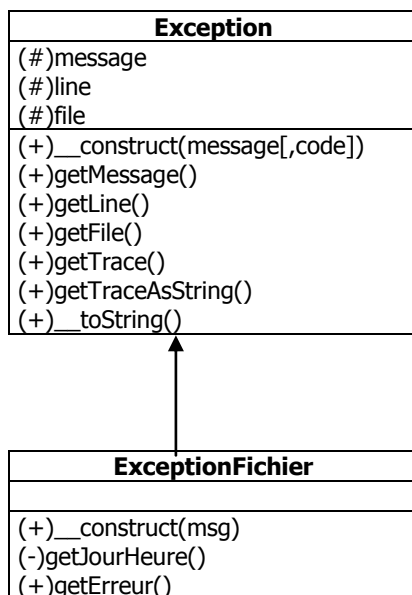 Exception
(#)message
(#)line
(#)file
(+)__construct(message[,code])
(+)getMessage()
(+)getLine()
(+)getFile()
(+)getTrace()
(+)getTraceAsString()
(+)__toString()
ExceptionFichier
(+)__construct(msg)
(-)getJourHeure()
(+)getErreur()